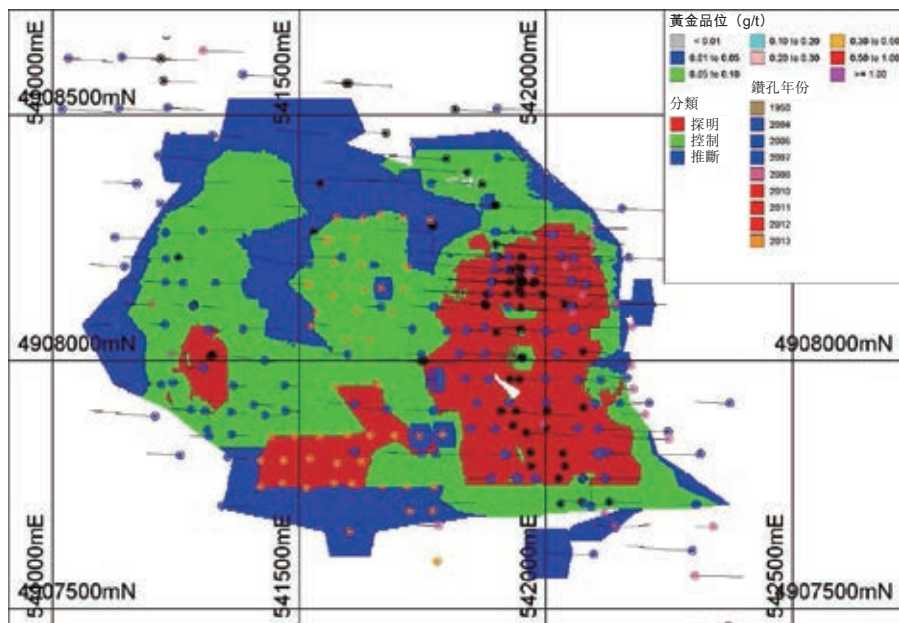 黃金品位（g/t）
< 0.01
0.10 to 0.20
0.30 to 0.50
0.01 to 0.05
0.20 to 0.30
0.50 to 1.00
0.05 to 0.10
>= 1.00
分類
探明
控制
推斷
鑽孔年份
1950
2004
2006
2007
2008
2010
2011
2012
2013
541000mE
541500mE
542000mE
4908500mN
4908000mN
4908000mN
541000mE
541500mE
542000mE
542500mE
4907500mN
4907500mN